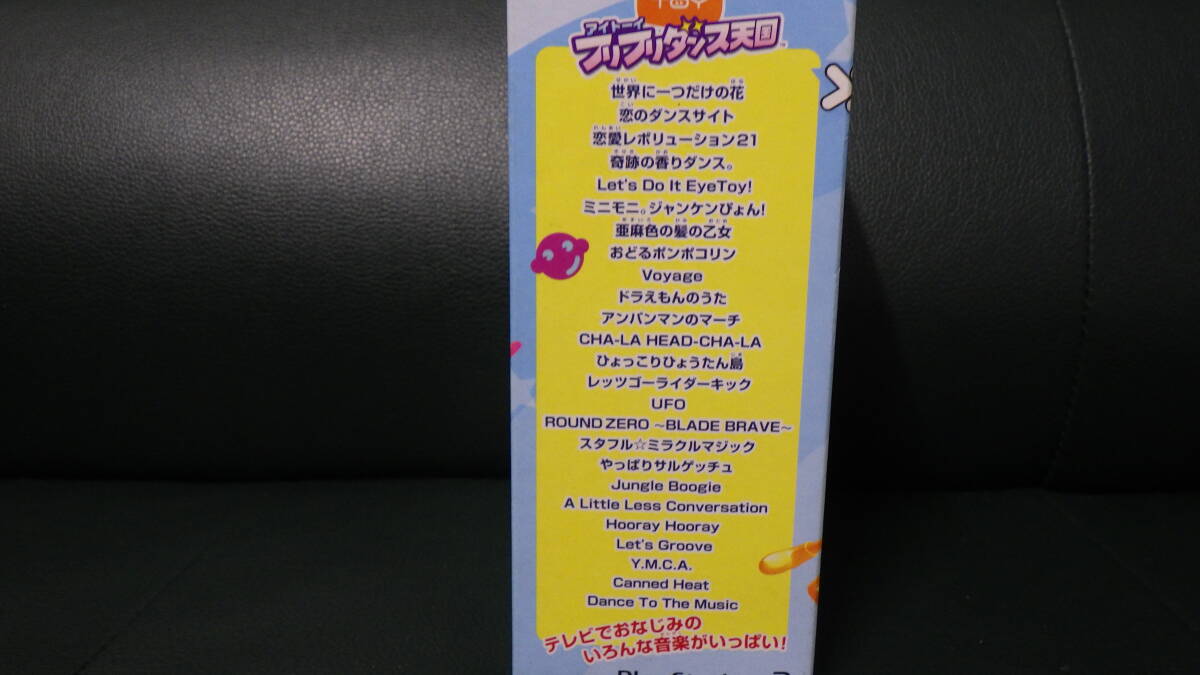 TOY
アイトーイ
フリフリダンス天国
世界に一つだけの花
恋のダンスサイト
恋愛レボリューション21
奇跡の香りダンス。
Let's Do It EyeToy!
ミニモニ。ジャンケンぴょん!
亜麻色の髪の乙女
おどるポンポコリン
Voyage
ドラえもんのうた
アンパンマンのマーチ
CHA-LA HEAD-CHA-LA
ひょっこりひょうたん島
レッツゴーライダーキック
UFO
ROUND ZERO ~BLADE BRAVE~
スタフル☆ミラクルマジック
やっぱりサルゲッチュ
Jungle Boogie
A Little Less Conversation
Hooray Hooray
Let's Groove
Y.M.C.A.
Canned Heat
Dance To The Music
テレビでおなじみの
いろんな音楽がいっぱい!